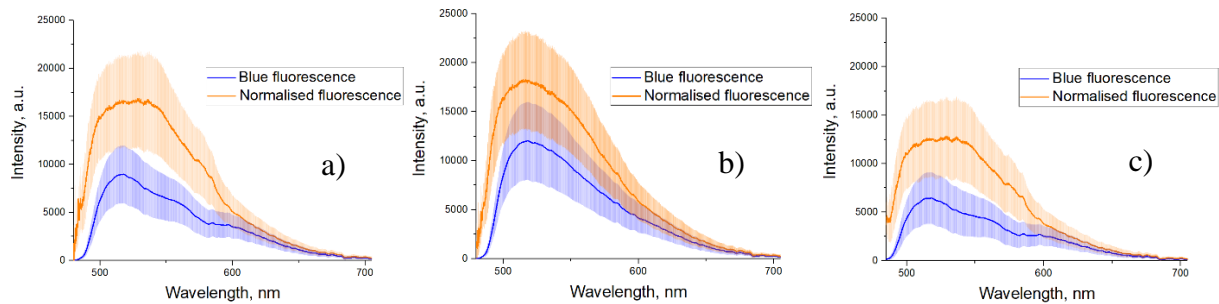 25000
20000
15000
10000
5000
0
Intensity, a.u.
Blue fluorescence
Normalised fluorescence
a)
500 600 700
Wavelength, nm
25000
20000
15000
10000
5000
0
Intensity, a.u.
Blue fluorescence
Normalised fluorescence
b)
500 600 700
Wavelength, nm
25000
20000
15000
10000
5000
0
Intensity, a.u.
Blue fluorescence
Normalised fluorescence
c)
500 600 700
Wavelength, nm